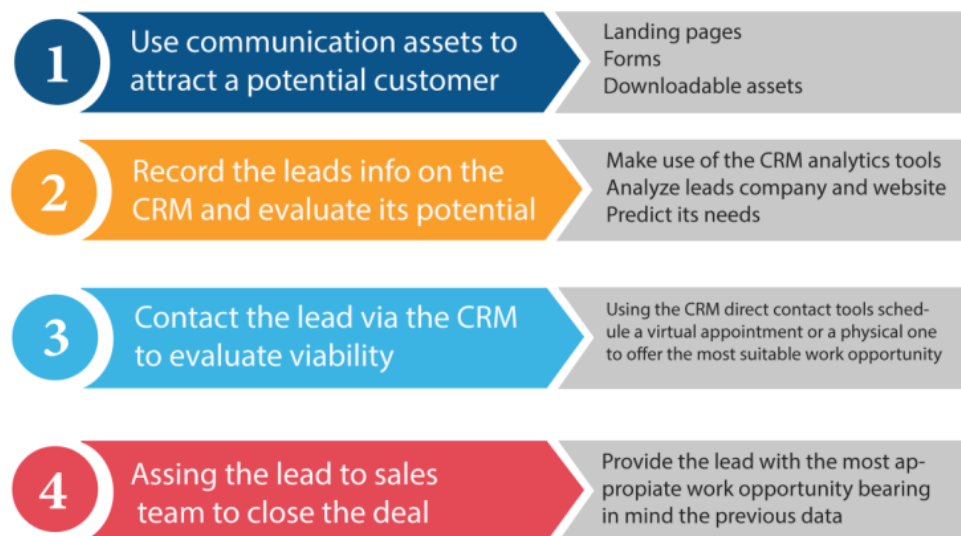 1
Use communication assets to
attract a potential customer
Landing pages
Forms
Downloadable assets
2
Record the leads info on the
CRM and evaluate its potential
Make use of the CRM analytics tools
Analyze leads company and website
Predict its needs
3
Contact the lead via the CRM
to evaluate viability
Using the CRM direct contact tools sched-
ule a virtual appointment or a physical one
to offer the most suitable work opportunity
4
Assing the lead to sales
team to close the deal
Provide the lead with the most ap-
propiate work opportunity bearing
in mind the previous data